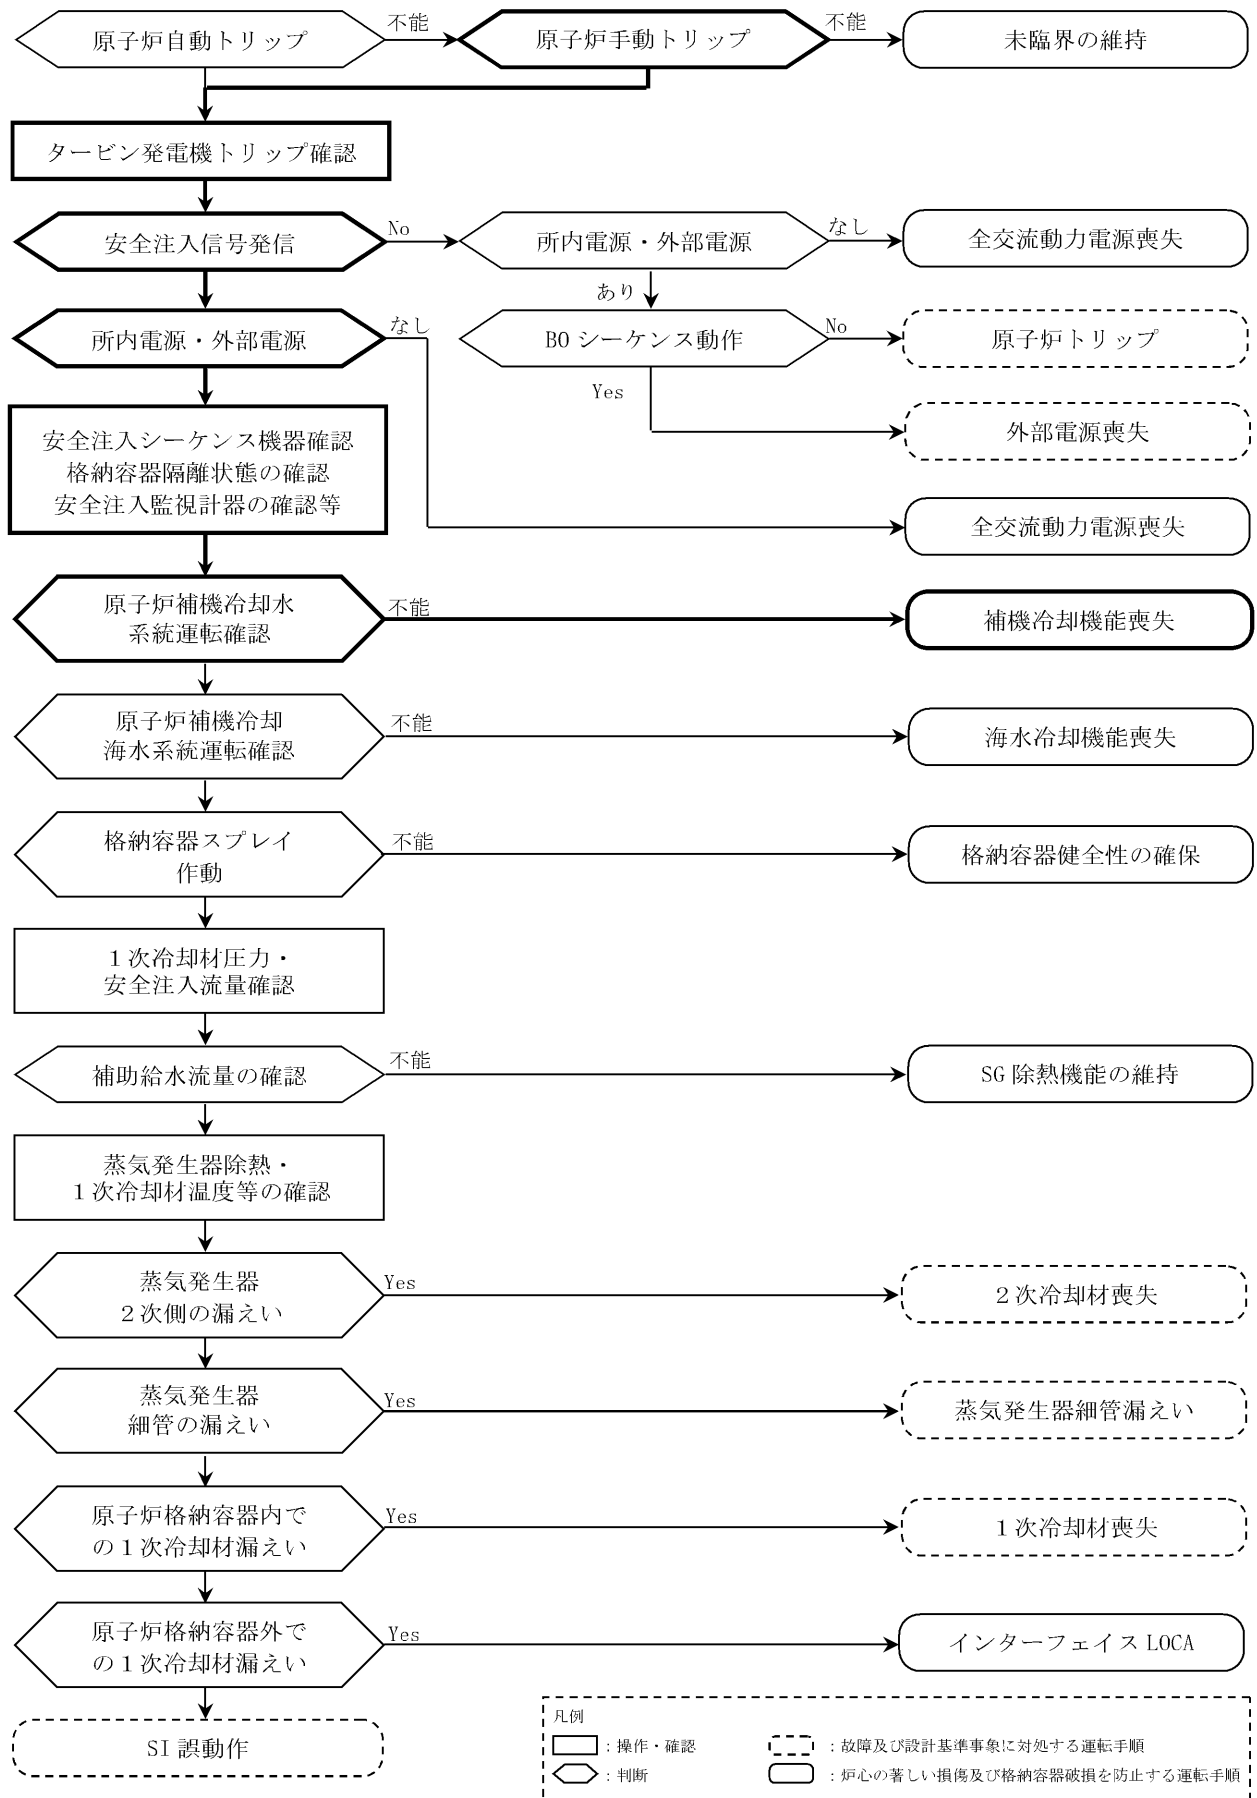 原子炉自動トリップ
不能
原子炉手動トリップ
不能
未臨界の維持
タービン発電機トリップ確認
安全注入信号発信
No
所内電源・外部電源
なし
全交流動力電源喪失
あり
所内電源・外部電源
なし
BOシーケンス動作
No
原子炉トリップ
Yes
外部電源喪失
安全注入シーケンス機器確認
格納容器隔離状態の確認
安全注入監視計器の確認等
全交流動力電源喪失
原子炉補機冷却水
系統運転確認
不能
補機冷却機能喪失
原子炉補機冷却
海水系統運転確認
不能
海水冷却機能喪失
格納容器スプレイ
作動
不能
格納容器健全性の確保
1次冷却材圧力・
安全注入流量確認
補助給水流量の確認
不能
SG除熱機能の維持
蒸気発生器除熱・
1次冷却材温度等の確認
蒸気発生器
2次側の漏えい
Yes
2次冷却材喪失
蒸気発生器
細管の漏えい
Yes
蒸気発生器細管漏えい
原子炉格納容器内で
の1次冷却材漏えい
Yes
1次冷却材喪失
原子炉格納容器外で
の1次冷却材漏えい
Yes
インターフェイスLOCA
SI誤動作
凡例
:操作・確認
:故障及び設計基準事象に対処する運転手順
:判断
:炉心の著しい損傷及び格納容器破損を防止する運転手順